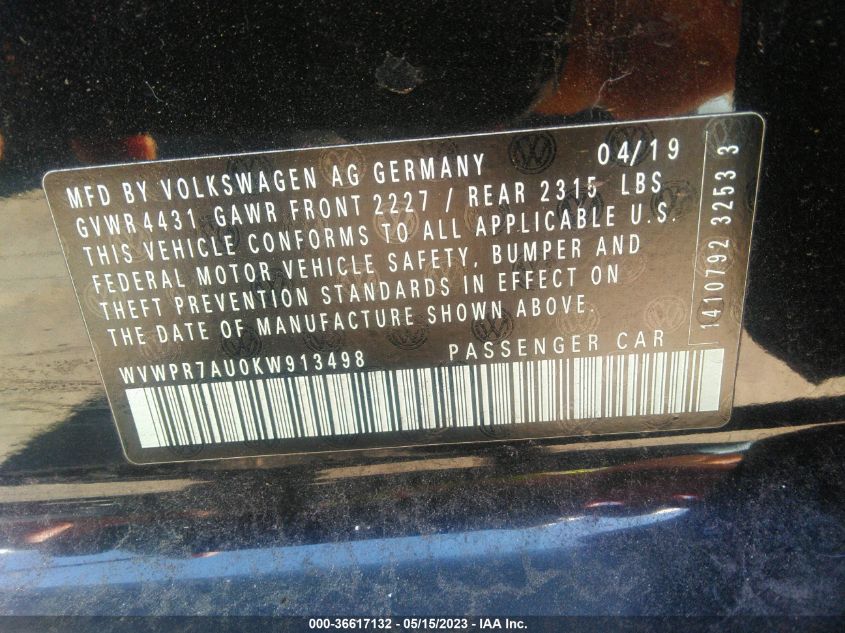 MFD BY VOLKSWAGEN AG GERMANY 04/19
GVWR 4431 GAWR FRONT 2227 / REAR 2315 LBS
THIS VEHICLE CONFORMS TO ALL APPLICABLE U.S.
FEDERAL MOTOR VEHICLE SAFETY, BUMPER AND
THEFT PREVENTION STANDARDS IN EFFECT ON
THE DATE OF MANUFACTURE SHOWN ABOVE.
WVWPR7AU0KW913498 PASSENGER CAR
1410792 3253 3
000-36617132 - 05/15/2023 - IAA Inc.